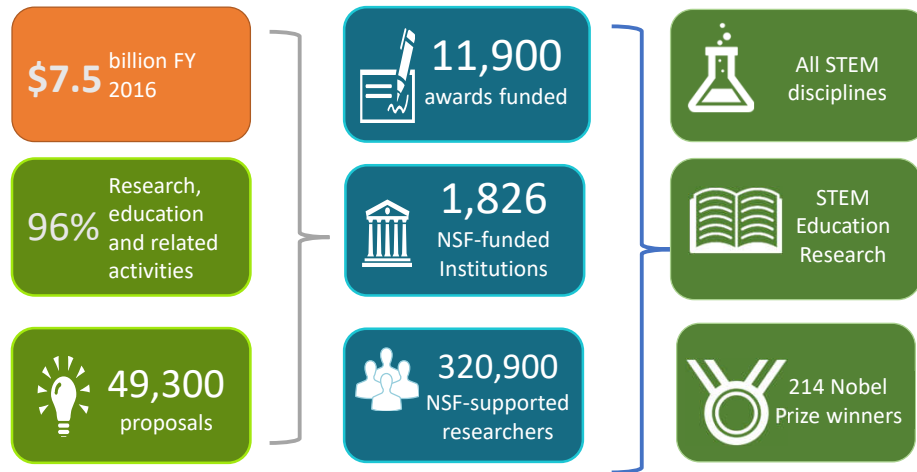 $7.5 billion FY
2016
96% Research,
education
and related
activities
49,300
proposals
11,900
awards funded
1,826
NSF-funded
Institutions
320,900
NSF-supported
researchers
All STEM
disciplines
STEM
Education
Research
214 Nobel
Prize winners